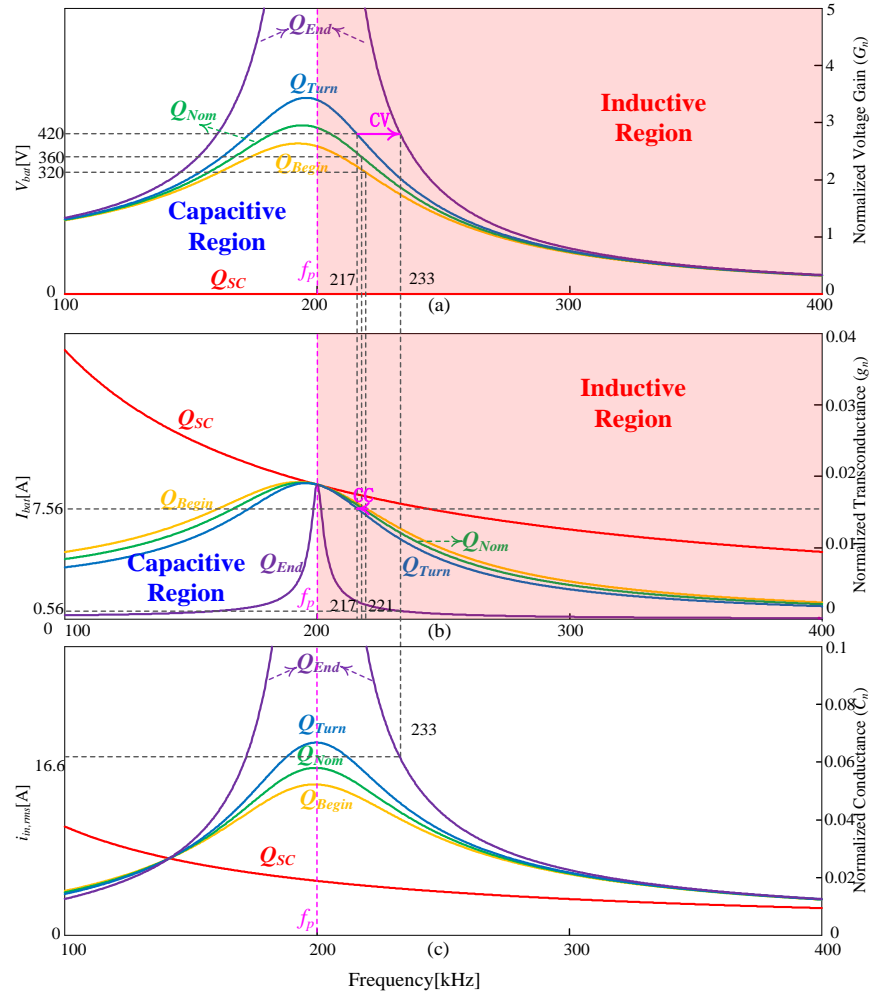 5
Q_End
4
Q_Turn
Inductive
Region
Q_Nom
3
CV
420
360
Q_Begin
320
2
V_bat[V]
Normalized Voltage Gain (G_n)
Capacitive
Region
1
f_p
Q_SC
217
233
0
0
100
200
300
400
(a)
0.04
Inductive
Region
0.03
Q_SC
0.02
Q_Begin
CC
7.56
I_bat[A]
Normalized Transconductance (g_n)
0.01
Q_Nom
Q_End
Q_Turn
Capacitive
Region
0.56
f_p
217
221
0
0
100
200
300
400
(b)
0.1
Q_End
0.08
233
Q_Turn
Q_Nom
0.06
16.6
Q_Begin
i_in,rms[A]
Normalized Conductance (C_n)
0.04
Q_SC
0.02
f_p
0
0
100
200
300
400
(c)
Frequency[kHz]